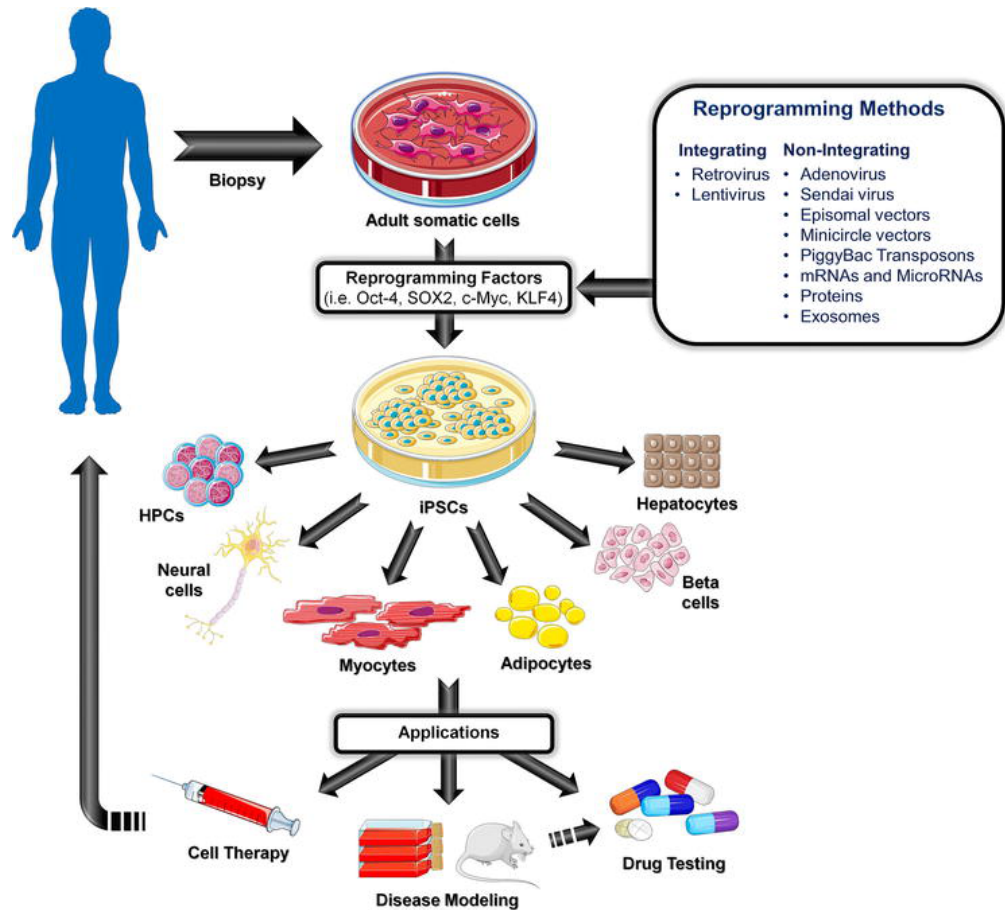 Reprogramming Methods
Integrating
• Retrovirus
• Lentivirus
Non-Integrating
• Adenovirus
• Sendai virus
• Episomal vectors
• Minicircle vectors
• PiggyBac Transposons
• mRNAs and MicroRNAs
• Proteins
• Exosomes
Biopsy
Adult somatic cells
Reprogramming Factors
(i.e. Oct-4, SOX2, c-Myc, KLF4)
iPSCs
HPCs
Hepatocytes
Neural
cells
Beta
cells
Myocytes
Adipocytes
Applications
Cell Therapy
Disease Modeling
Drug Testing